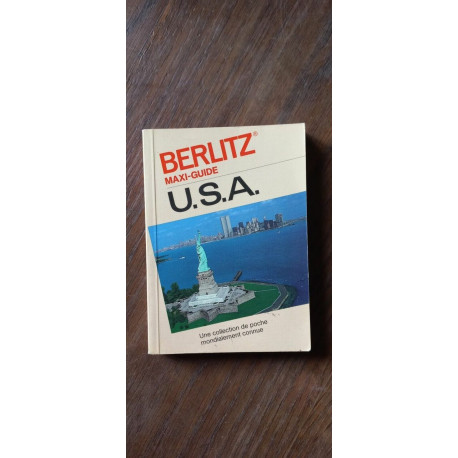 BERLITZ®
MAXI-GUIDE
U.S.A.
Une collection de poche
mondialement connue